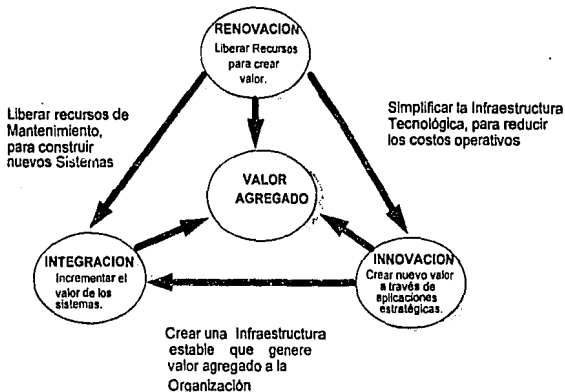 RENOVACION
Liberar Recursos
para crear
valor.
Liberar recursos de
Mantenimiento,
para construir
nuevos Sistemas
Simplificar la Infraestructura
Tecnológica, para reducir
los costos operativos
VALOR
AGREGADO
INTEGRACION
Incrementar el
valor de los
sistemas.
INNOVACION
Crear nuevo valor
a través de
aplicaciones
estratégicas.
Crear una Infraestructura
estable que genere
valor agregado a la
Organización